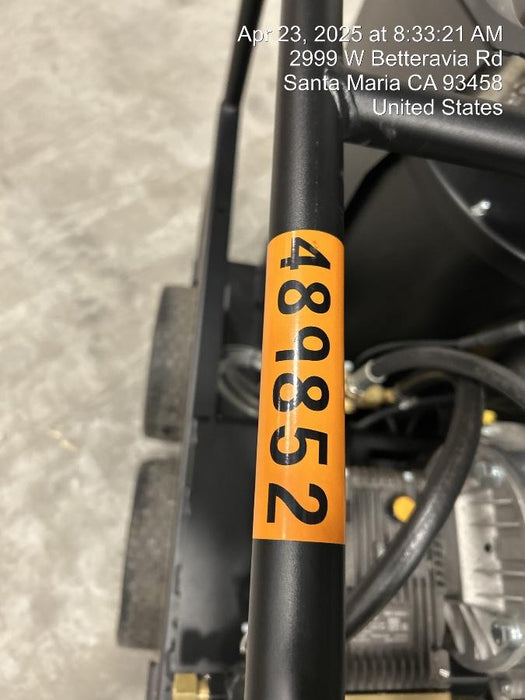 Apr 23, 2025 at 8:33:21 AM
2999 W Betteravia Rd
Santa Maria CA 93458
United States
489852